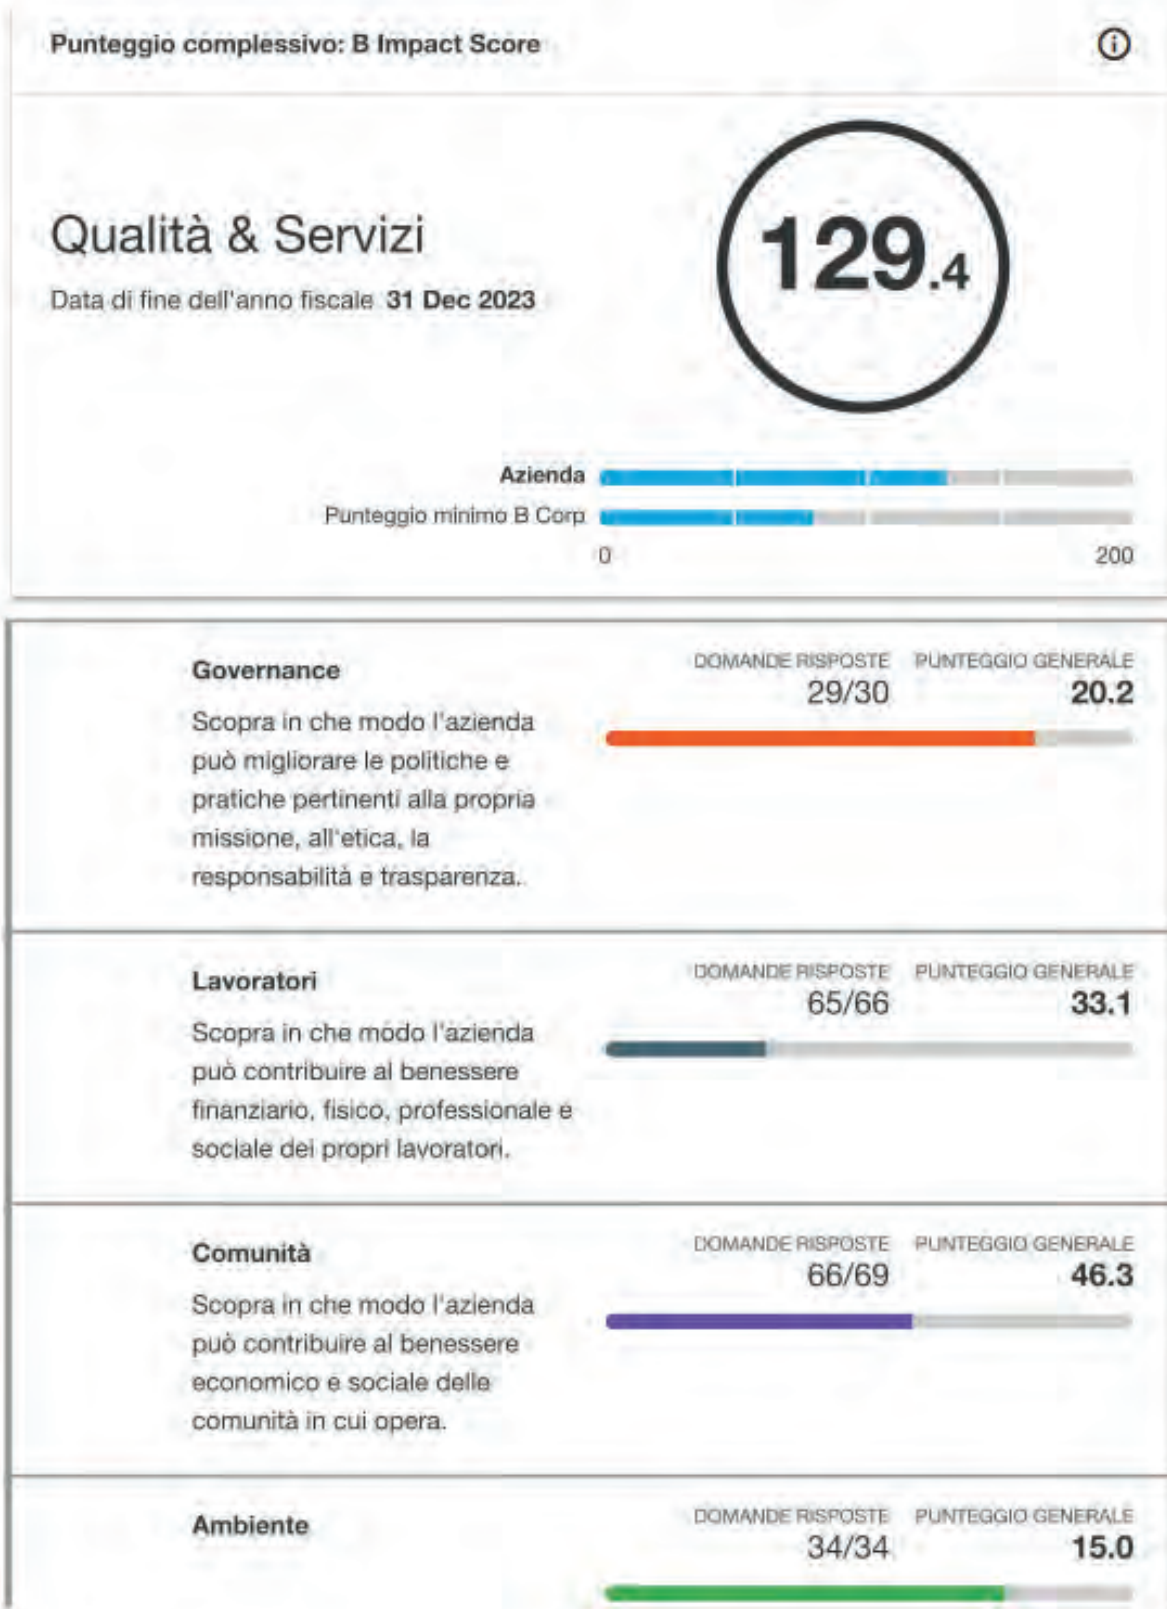 Punteggio complessivo: B Impact Score
Qualità & Servizi
Data di fine dell'anno fiscale 31 Dec 2023
129.4
Azienda
Punteggio minimo B Corp
0 200
Governance
Scopra in che modo l'azienda
può migliorare le politiche e
pratiche pertinenti alla propria
missione, all'etica, la
responsabilità e trasparenza.
DOMANDE RISPOSTE PUNTEGGIO GENERALE
29/30 20.2
Lavoratori
Scopra in che modo l'azienda
può contribuire al benessere
finanziario, fisico, professionale e
sociale dei propri lavoratori.
DOMANDE RISPOSTE PUNTEGGIO GENERALE
65/66 33.1
Comunità
Scopra in che modo l'azienda
può contribuire al benessere
economico e sociale delle
comunità in cui opera.
DOMANDE RISPOSTE PUNTEGGIO GENERALE
66/69 46.3
Ambiente
DOMANDE RISPOSTE PUNTEGGIO GENERALE
34/34 15.0